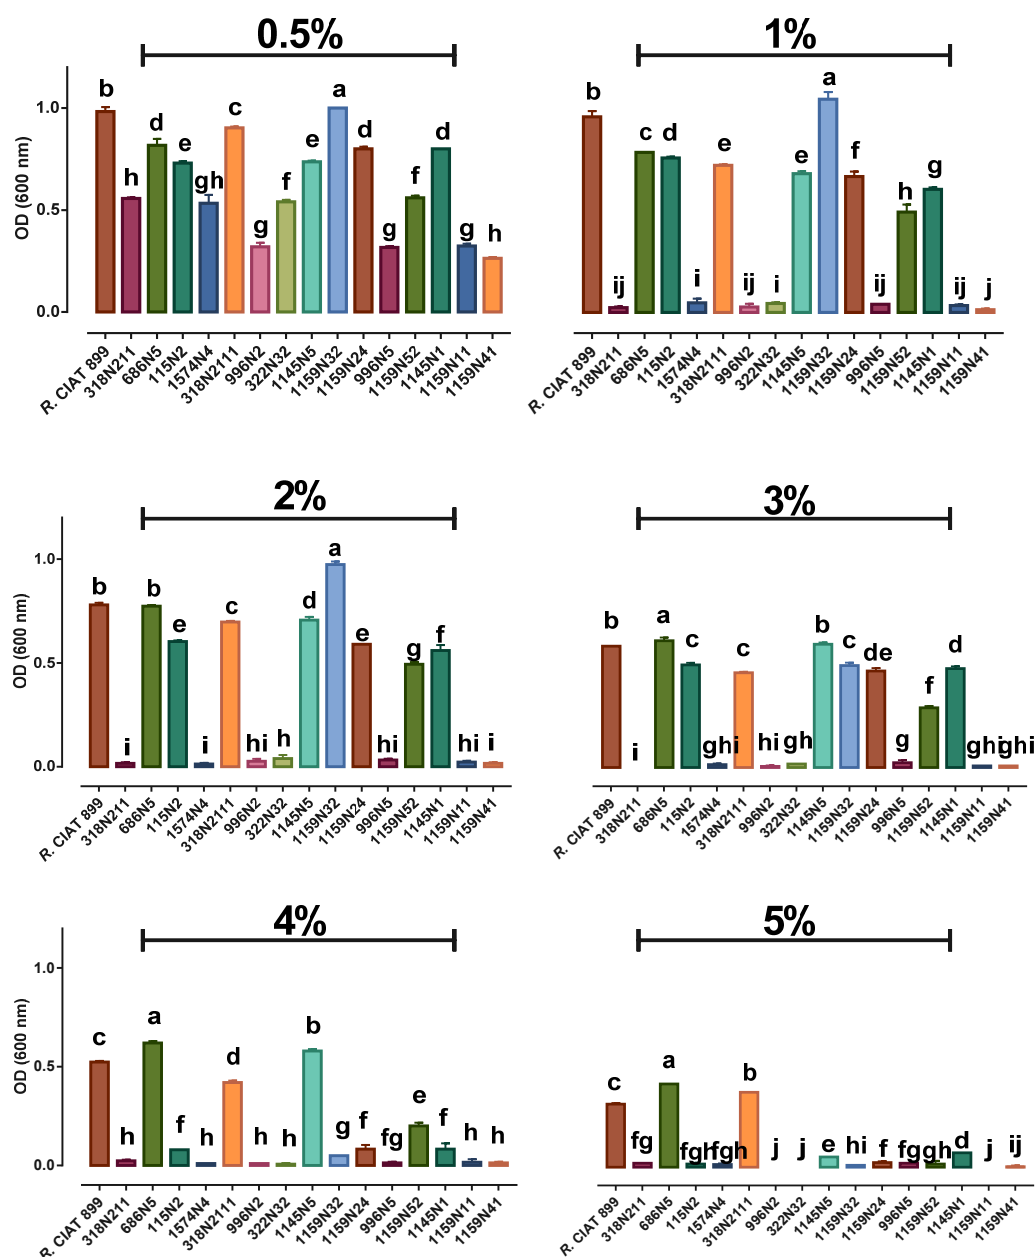 0.5%
OD (600 nm)
1.0
0.5
0.0
b h d e gh c g f e a d g f d g h
R. CIAT 899 318N211 686N5 115N2 1574N4 318N2111 996N2 322N32 1145N5 1159N32 1159N24 996N5 1159N52 1145N1 1159N11 1159N41
1%
b ij c d i e ij i e a f ij h g ij j
R. CIAT 899 318N211 686N5 115N2 1574N4 318N2111 996N2 322N32 1145N5 1159N32 1159N24 996N5 1159N52 1145N1 1159N11 1159N41
2%
OD (600 nm)
1.0
0.5
0.0
b i b e i c hi h d a e hi g f hi i
R. CIAT 899 318N211 686N5 115N2 1574N4 318N2111 996N2 322N32 1145N5 1159N32 1159N24 996N5 1159N52 1145N1 1159N11 1159N41
3%
b i a c ghi c hi gh b c de g f d ghi ghi
R. CIAT 899 318N211 686N5 115N2 1574N4 318N2111 996N2 322N32 1145N5 1159N32 1159N24 996N5 1159N52 1145N1 1159N11 1159N41
4%
OD (600 nm)
1.0
0.5
0.0
c h a f h d h h b g f fg e f h h
R. CIAT 899 318N211 686N5 115N2 1574N4 318N2111 996N2 322N32 1145N5 1159N32 1159N24 996N5 1159N52 1145N1 1159N11 1159N41
5%
c fg a fgh fgh b j j e hi f fg gh d j ij
R. CIAT 899 318N211 686N5 115N2 1574N4 318N2111 996N2 322N32 1145N5 1159N32 1159N24 996N5 1159N52 1145N1 1159N11 1159N41